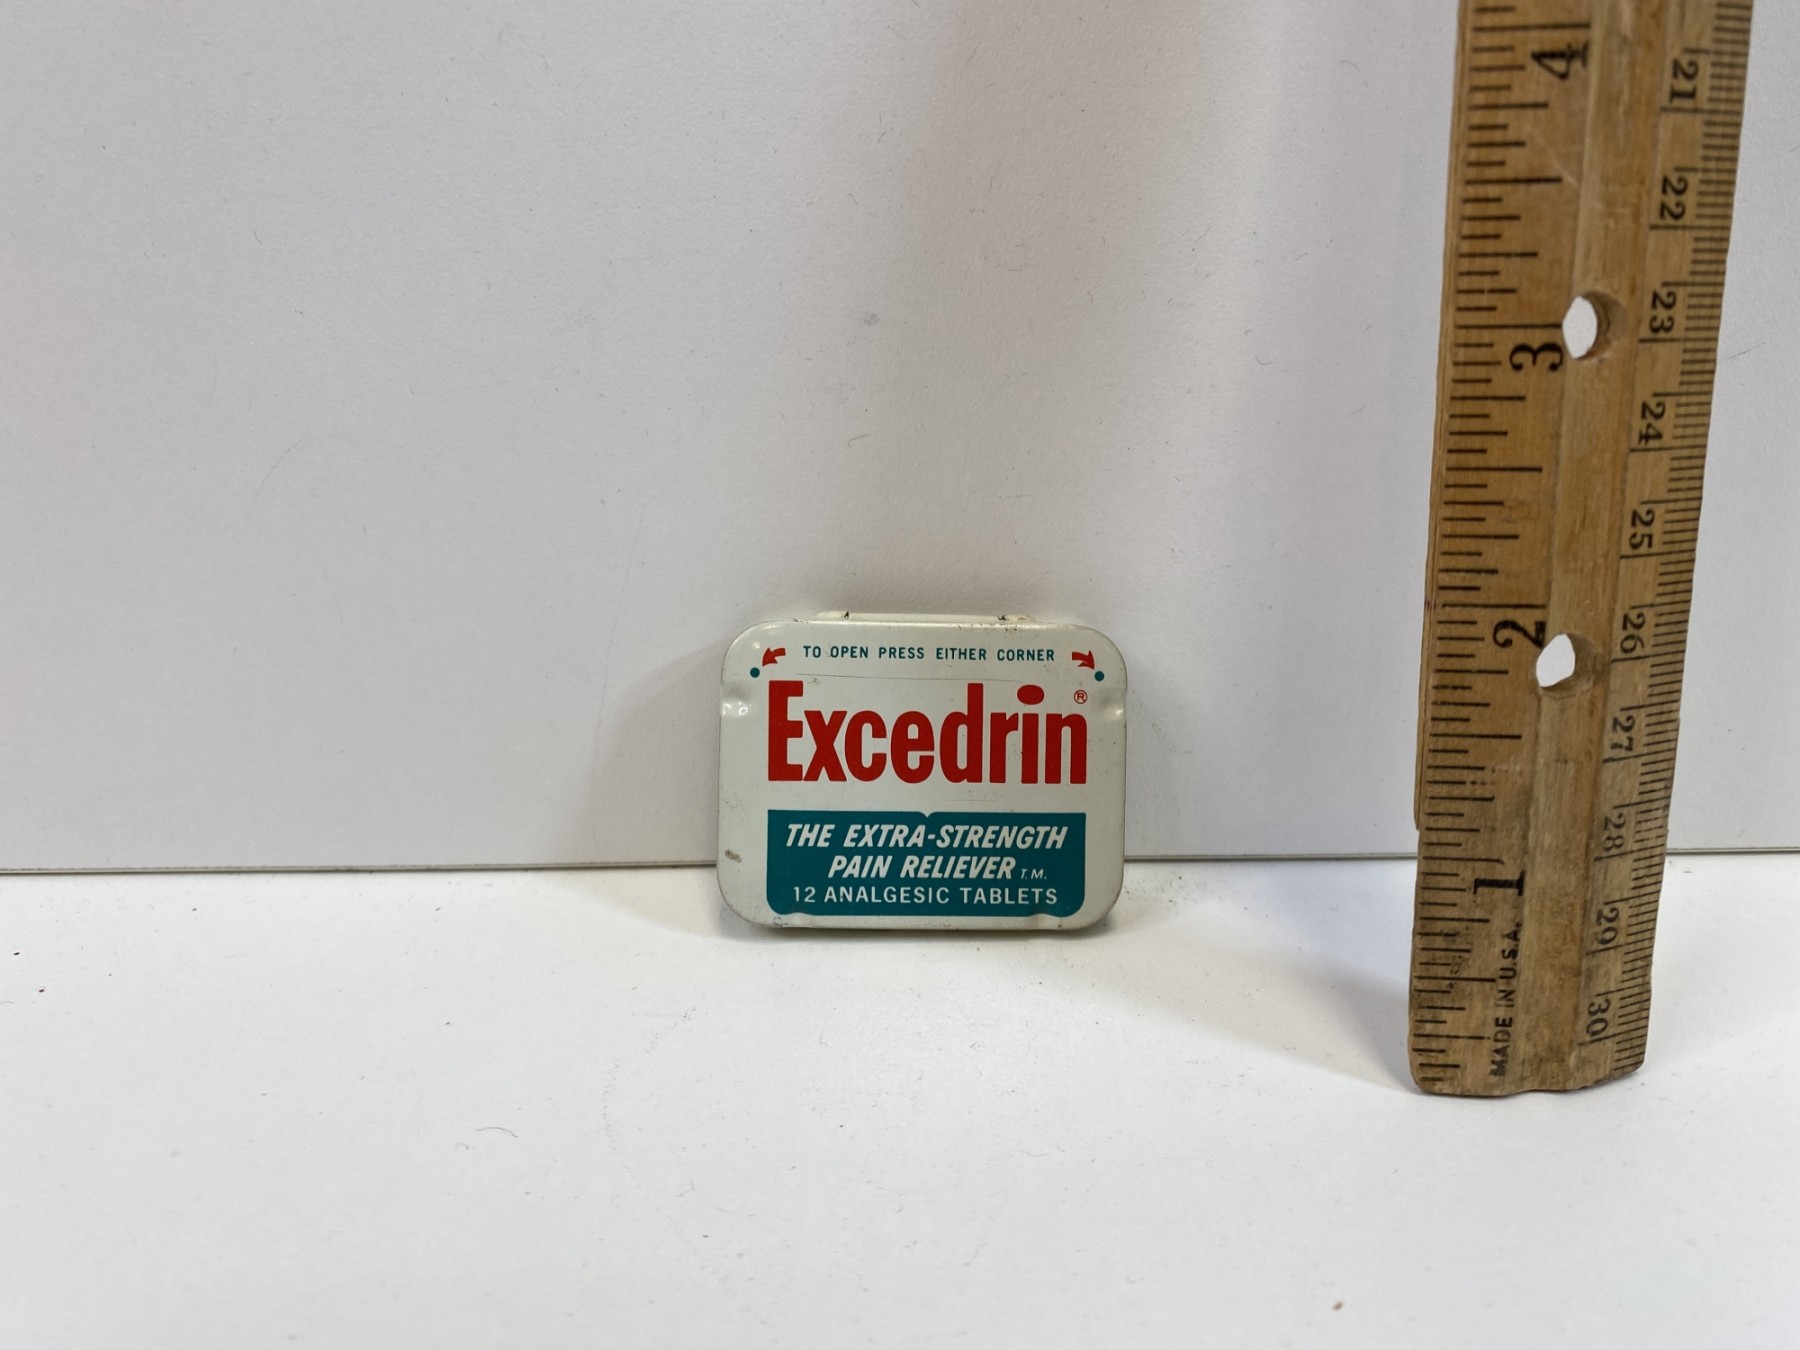 TO OPEN PRESS EITHER CORNER
Excedrin®
THE EXTRA-STRENGTH
PAIN RELIEVER T.M.
12 ANALGESIC TABLETS
4
3
2
1
MADE IN U.S.A.
21
22
23
24
25
26
27
28
29
30